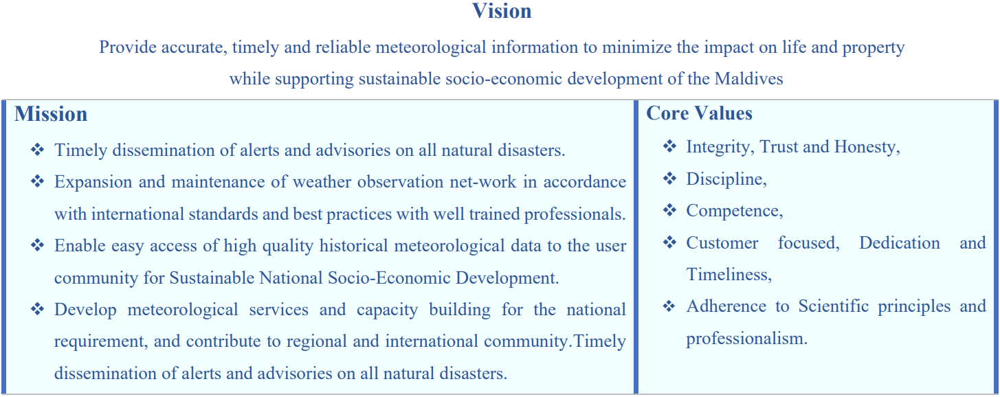 Vision
Provide accurate, timely and reliable meteorological information to minimize the impact on life and property
while supporting sustainable socio-economic development of the Maldives
Mission
❖ Timely dissemination of alerts and advisories on all natural disasters.
❖ Expansion and maintenance of weather observation net-work in accordance
with international standards and best practices with well trained professionals.
❖ Enable easy access of high quality historical meteorological data to the user
community for Sustainable National Socio-Economic Development.
❖ Develop meteorological services and capacity building for the national
requirement, and contribute to regional and international community.Timely
dissemination of alerts and advisories on all natural disasters.
Core Values
❖ Integrity, Trust and Honesty,
❖ Discipline,
❖ Competence,
❖ Customer focused, Dedication and
Timeliness,
❖ Adherence to Scientific principles and
professionalism.